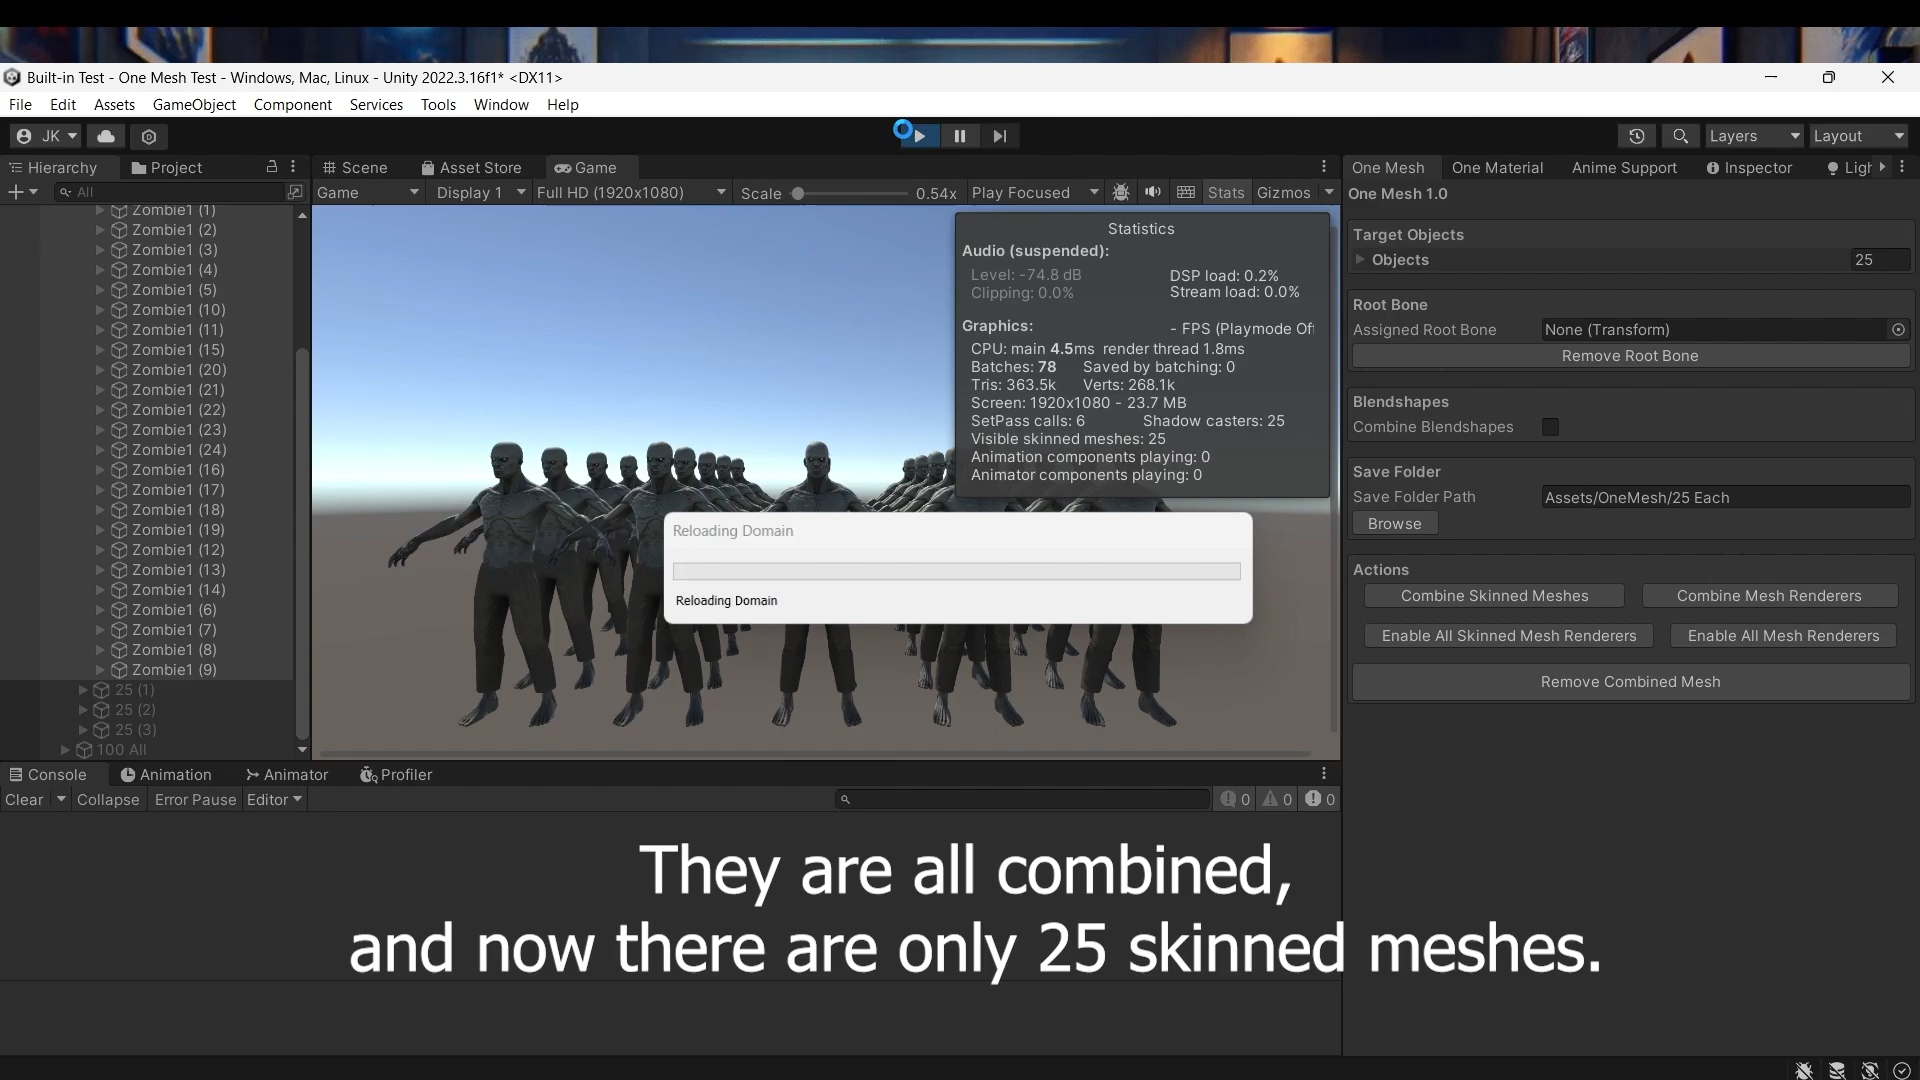 Built-in Test - One Mesh Test - Windows, Mac, Linux - Unity 2022.3.16f1* <DX11>
File Edit Assets GameObject Component Services Tools Window Help
JK Layers Layout
Hierarchy Project
All
Zombie1 (1)
Zombie1 (2)
Zombie1 (3)
Zombie1 (4)
Zombie1 (5)
Zombie1 (10)
Zombie1 (11)
Zombie1 (15)
Zombie1 (20)
Zombie1 (21)
Zombie1 (22)
Zombie1 (23)
Zombie1 (24)
Zombie1 (16)
Zombie1 (17)
Zombie1 (18)
Zombie1 (19)
Zombie1 (12)
Zombie1 (13)
Zombie1 (14)
Zombie1 (6)
Zombie1 (7)
Zombie1 (8)
Zombie1 (9)
25 (1)
25 (2)
25 (3)
100 All
Scene Asset Store Game
Game Display 1 Full HD (1920x1080) Scale 0.54x Play Focused Stats Gizmos
Statistics
Audio (suspended):
Level: -74.8 dB DSP load: 0.2%
Clipping: 0.0% Stream load: 0.0%
Graphics: - FPS (Playmode Off
CPU: main 4.5ms render thread 1.8ms
Batches: 78 Saved by batching: 0
Tris: 363.5k Verts: 268.1k
Screen: 1920x1080 - 23.7 MB
SetPass calls: 6 Shadow casters: 25
Visible skinned meshes: 25
Animation components playing: 0
Animator components playing: 0
Reloading Domain
Reloading Domain
One Mesh One Material Anime Support Inspector Ligh
One Mesh 1.0
Target Objects
Objects 25
Root Bone
Assigned Root Bone None (Transform)
Remove Root Bone
Blendshapes
Combine Blendshapes
Save Folder
Save Folder Path Assets/OneMesh/25 Each
Browse
Actions
Combine Skinned Meshes Combine Mesh Renderers
Enable All Skinned Mesh Renderers Enable All Mesh Renderers
Remove Combined Mesh
Console Animation Animator Profiler
Clear Collapse Error Pause Editor 0 0 0
They are all combined,
and now there are only 25 skinned meshes.